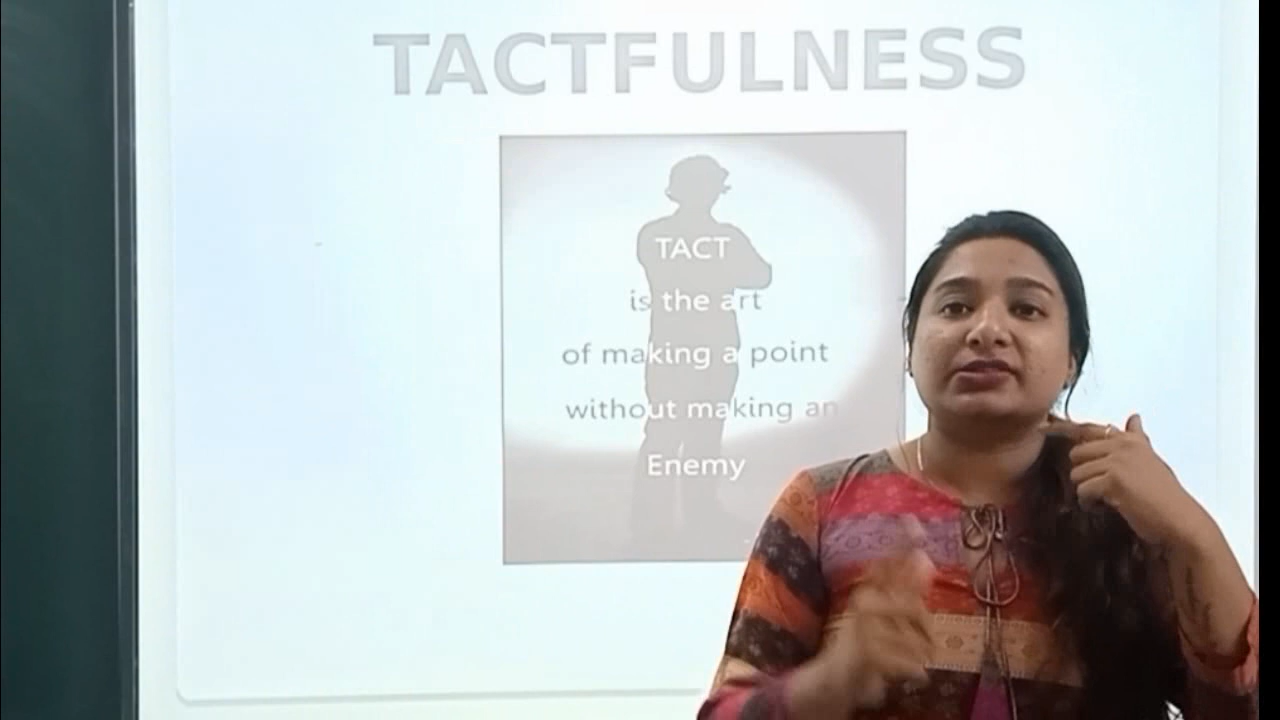 TACTFULNESS
TACT
is the art
of making a point
without making an
Enemy